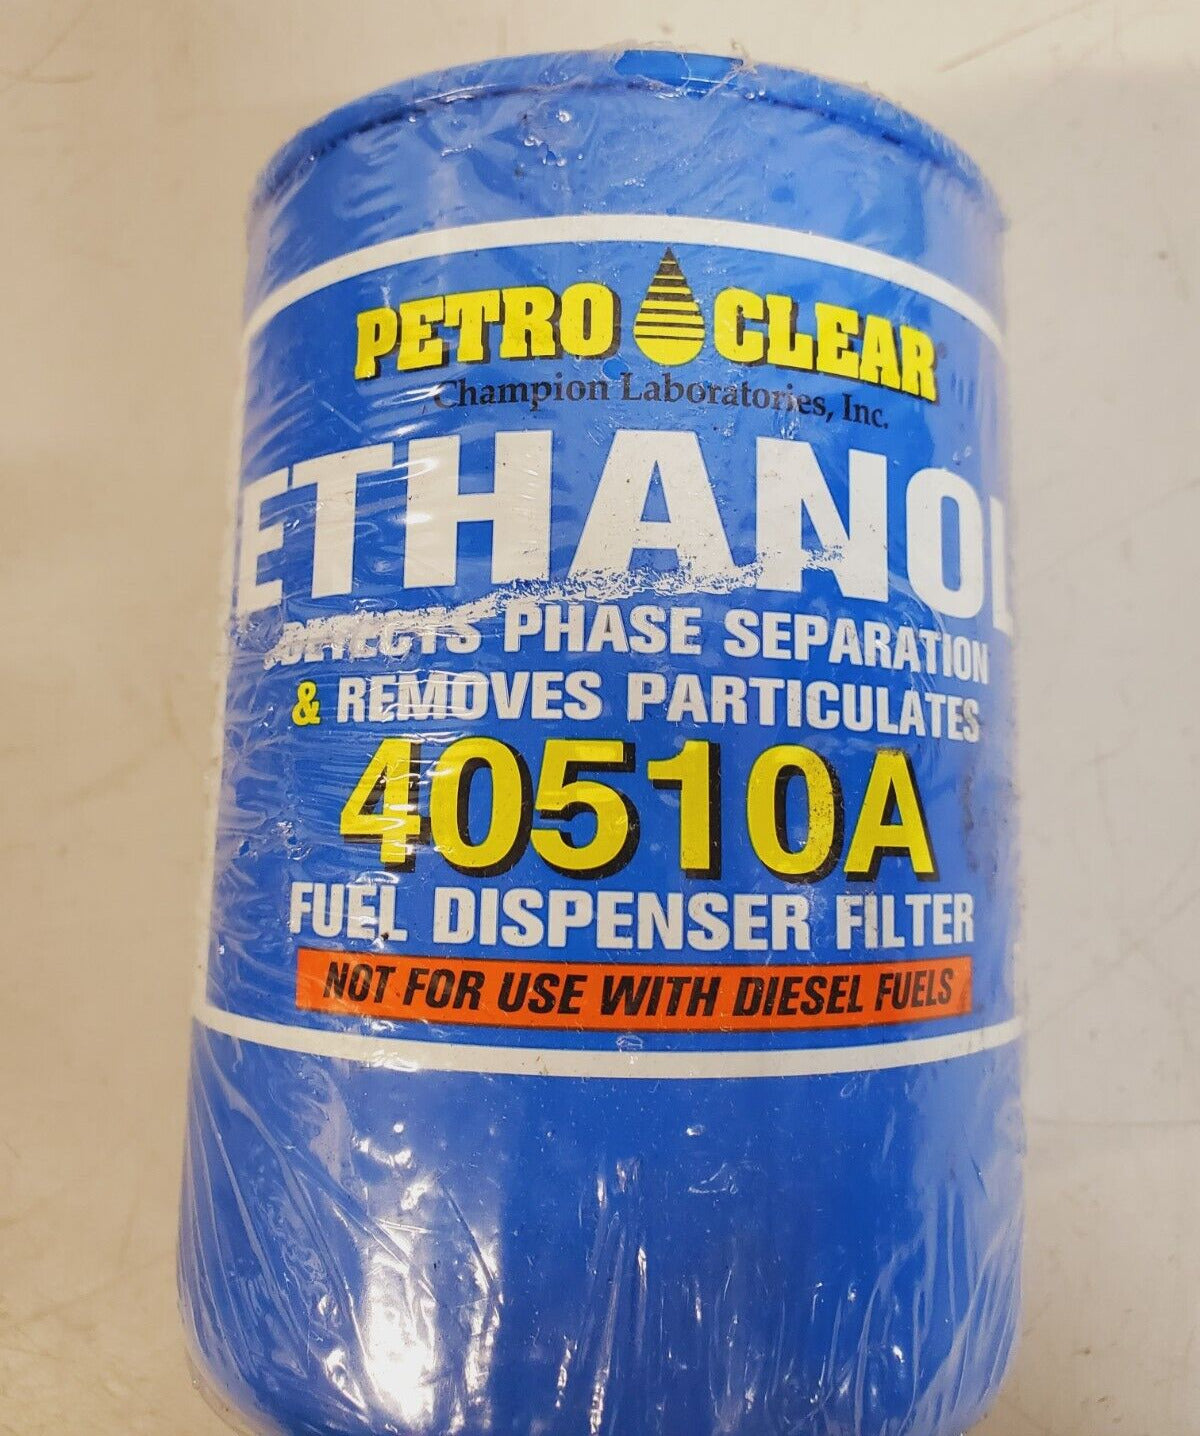 PETRO CLEAR®
Champion Laboratories, Inc.
ETHANOL
DETECTS PHASE SEPARATION
& REMOVES PARTICULATES
40510A
FUEL DISPENSER FILTER
NOT FOR USE WITH DIESEL FUELS